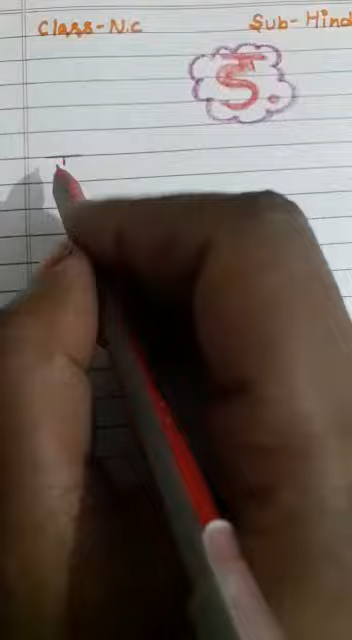 Class - N.C Sub - Hind
ङ